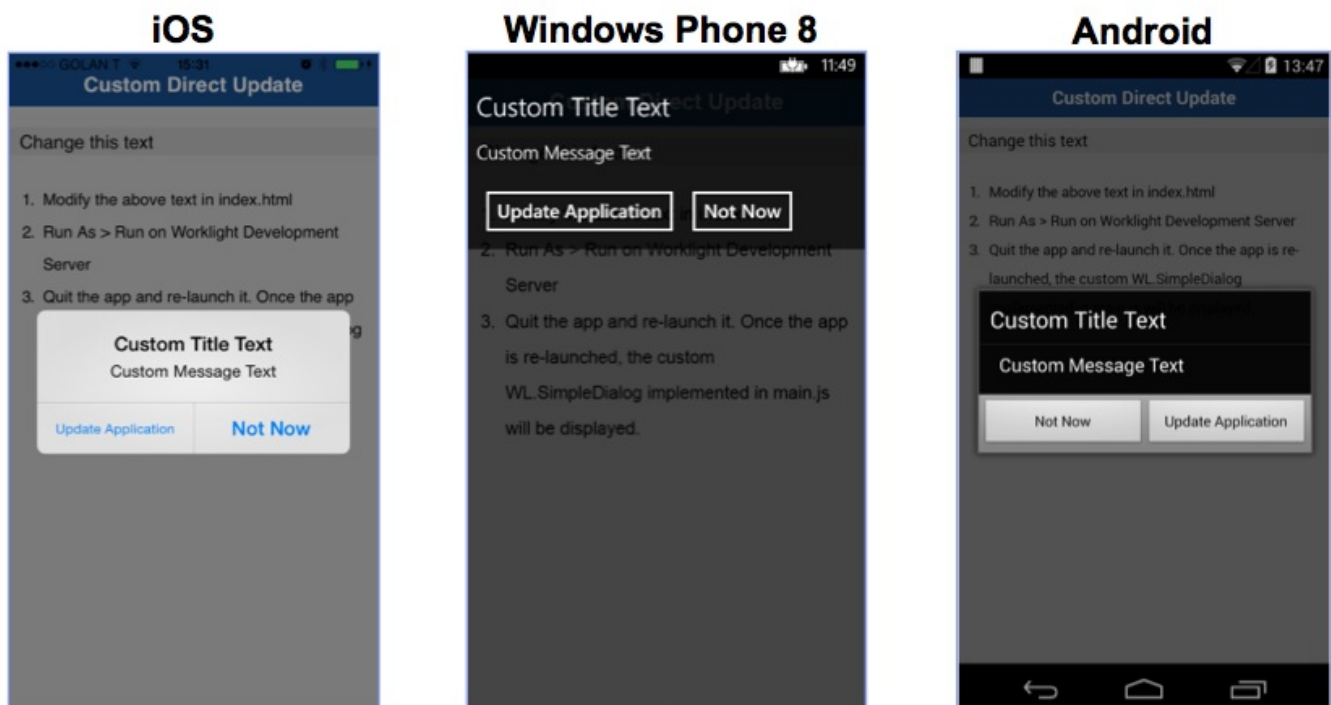 iOS
GOLAN T 15:31
Custom Direct Update
Change this text
1. Modify the above text in index.html
2. Run As > Run on Worklight Development
Server
3. Quit the app and re-launch it. Once the app
Custom Title Text
Custom Message Text
Update Application Not Now
Windows Phone 8
11:49
Custom Title Text
Custom Message Text
Update Application Not Now
2. Run As > Run on Worklight Development
Server
3. Quit the app and re-launch it. Once the app
is re-launched, the custom
WL.SimpleDialog implemented in main.js
will be displayed.
Android
13:47
Custom Direct Update
Change this text
1. Modify the above text in index.html
2. Run As > Run on Worklight Development Server
3. Quit the app and re-launch it. Once the app is re-
launched, the custom WL.SimpleDialog
Custom Title Text
Custom Message Text
Not Now Update Application